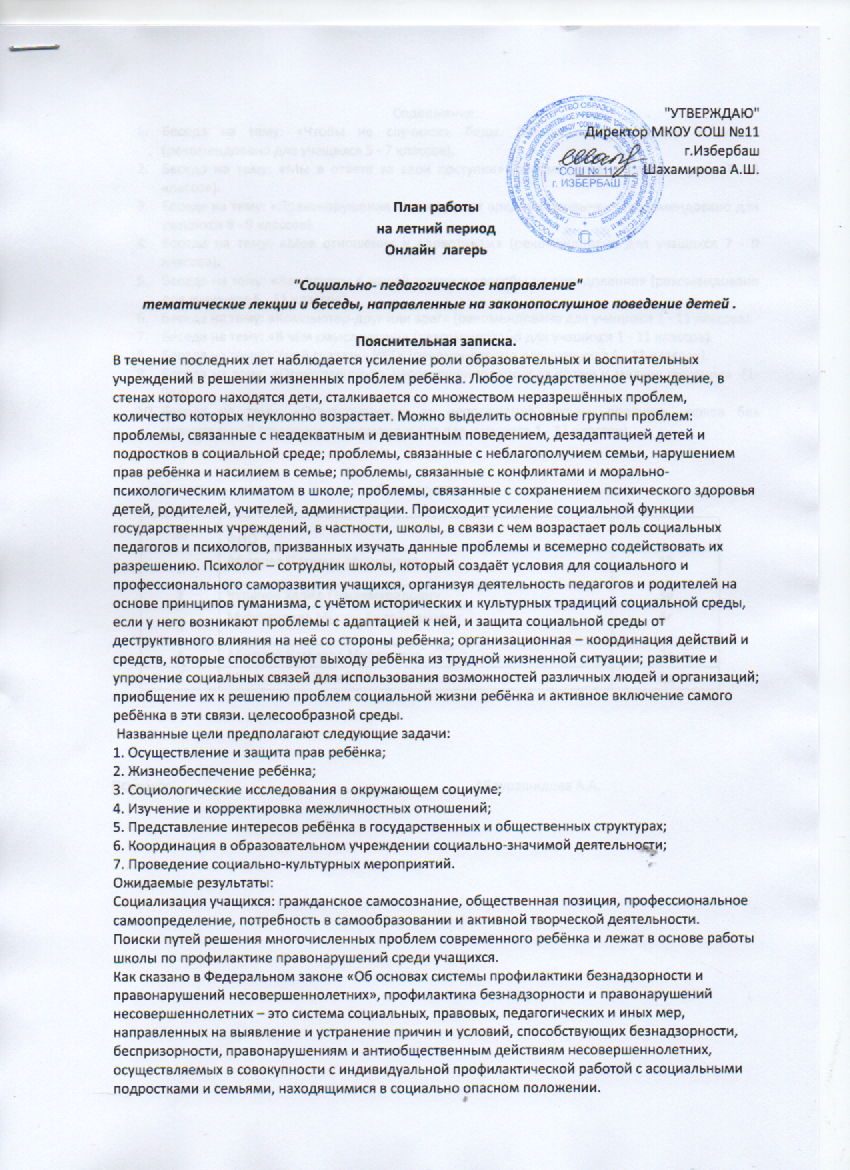 "УТВЕРЖДАЮ"
Директор МКОУ СОШ №11
г.Избербаш
Шахамирова А.Ш.
СОШ № 11
г. ИЗБЕРБАШ
План работы
на летний период
Онлайн лагерь
"Социально- педагогическое направление"
тематические лекции и беседы, направленные на законопослушное поведение детей .
Пояснительная записка.
В течение последних лет наблюдается усиление роли образовательных и воспитательных
учреждений в решении жизненных проблем ребёнка. Любое государственное учреждение, в
стенах которого находятся дети, сталкивается со множеством неразрешённых проблем,
количество которых неуклонно возрастает. Можно выделить основные группы проблем:
проблемы, связанные с неадекватным и девиантным поведением, дезадаптацией детей и
подростков в социальной среде; проблемы, связанные с неблагополучием семьи, нарушением
прав ребёнка и насилием в семье; проблемы, связанные с конфликтами и морально-
психологическим климатом в школе; проблемы, связанные с сохранением психического здоровья
детей, родителей, учителей, администрации. Происходит усиление социальной функции
государственных учреждений, в частности, школы, в связи с чем возрастает роль социальных
педагогов и психологов, призванных изучать данные проблемы и всемерно содействовать их
разрешению. Психолог – сотрудник школы, который создаёт условия для социального и
профессионального саморазвития учащихся, организуя деятельность педагогов и родителей на
основе принципов гуманизма, с учётом исторических и культурных традиций социальной среды,
если у него возникают проблемы с адаптацией к ней, и защита социальной среды от
деструктивного влияния на неё со стороны ребёнка; организационная – координация действий и
средств, которые способствуют выходу ребёнка из трудной жизненной ситуации; развитие и
упрочение социальных связей для использования возможностей различных людей и организаций;
приобщение их к решению проблем социальной жизни ребёнка и активное включение самого
ребёнка в эти связи. целесообразной среды.
Названные цели предполагают следующие задачи:
1. Осуществление и защита прав ребёнка;
2. Жизнеобеспечение ребёнка;
3. Социологические исследования в окружающем социуме;
4. Изучение и корректировка межличностных отношений;
5. Представление интересов ребёнка в государственных и общественных структурах;
6. Координация в образовательном учреждении социально-значимой деятельности;
7. Проведение социально-культурных мероприятий.
Ожидаемые результаты:
Социализация учащихся: гражданское самосознание, общественная позиция, профессиональное
самоопределение, потребность в самообразовании и активной творческой деятельности.
Поиски путей решения многочисленных проблем современного ребёнка и лежат в основе работы
школы по профилактике правонарушений среди учащихся.
Как сказано в Федеральном законе «Об основах системы профилактики безнадзорности и
правонарушений несовершеннолетних», профилактика безнадзорности и правонарушений
несовершеннолетних – это система социальных, правовых, педагогических и иных мер,
направленных на выявление и устранение причин и условий, способствующих безнадзорности,
беспризорности, правонарушениям и антиобщественным действиям несовершеннолетних,
осуществляемых в совокупности с индивидуальной профилактической работой с асоциальными
подростками и семьями, находящимися в социально опасном положении.